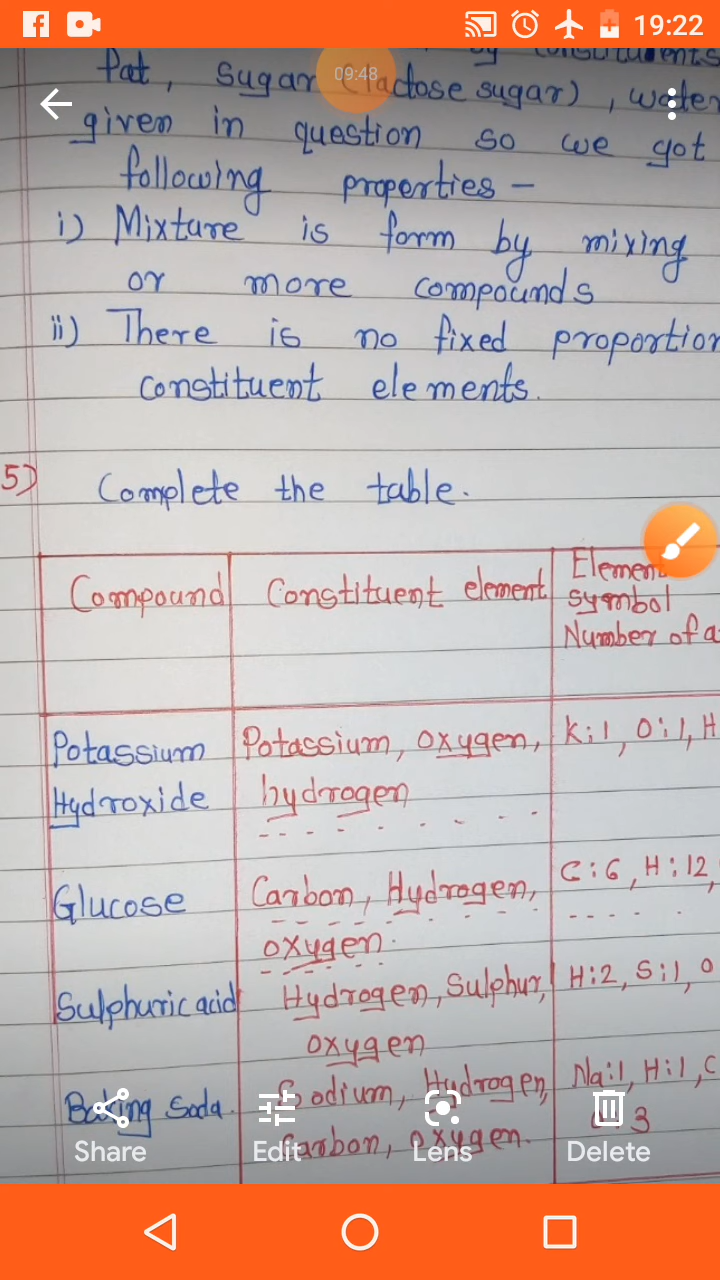 19:22
09:48
Fat, Sugar (lactose sugar), water
given in question so we got
following properties -
i) Mixture is form by mixing
or more compounds
ii) There is no fixed proportion
constituent elements.
5) Complete the table.
Compound Constituent element Element
symbol
Number of a
Potassium Potassium, oxygen, K:1, O:1, H
Hydroxide hydrogen
Glucose Carbon, Hydrogen, C:6, H:12,
oxygen.
Sulphuric acid Hydrogen, Sulphur, H:2, S:1, O
oxygen
Baking Soda. Sodium, Hydrogen, Na:1, H:1, C
Carbon, oxygen. 3
Share Edit Lens Delete